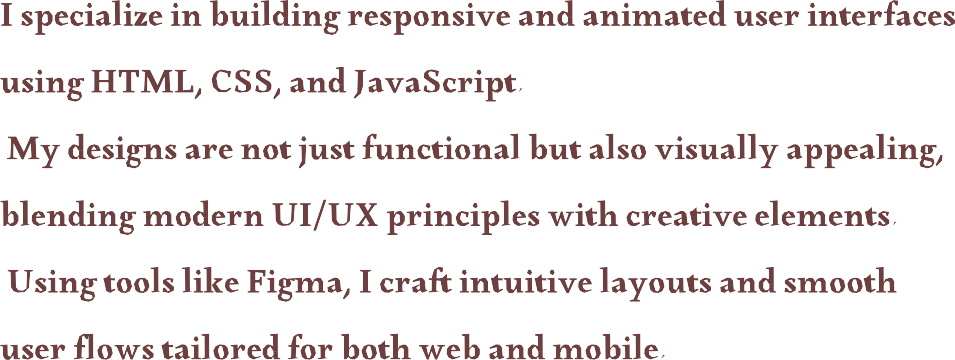 I specialize in building responsive and animated user interfaces
using HTML, CSS, and JavaScript.
My designs are not just functional but also visually appealing,
blending modern UI/UX principles with creative elements.
Using tools like Figma, I craft intuitive layouts and smooth
user flows tailored for both web and mobile.